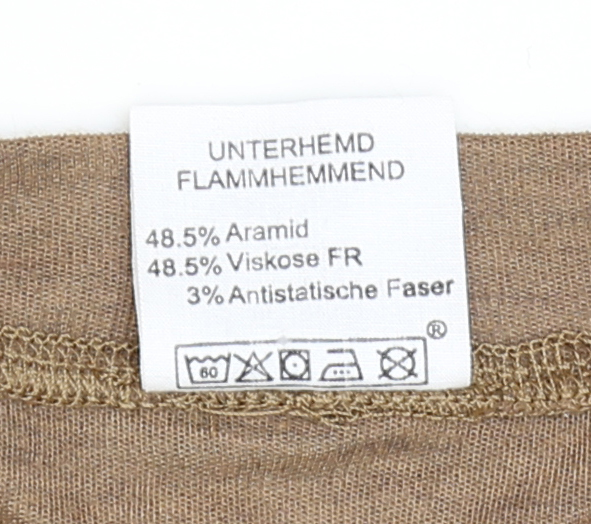 UNTERHEMD
FLAMMHEMMEND
48.5% Aramid
48.5% Viskose FR
3% Antistatische Faser
®
60